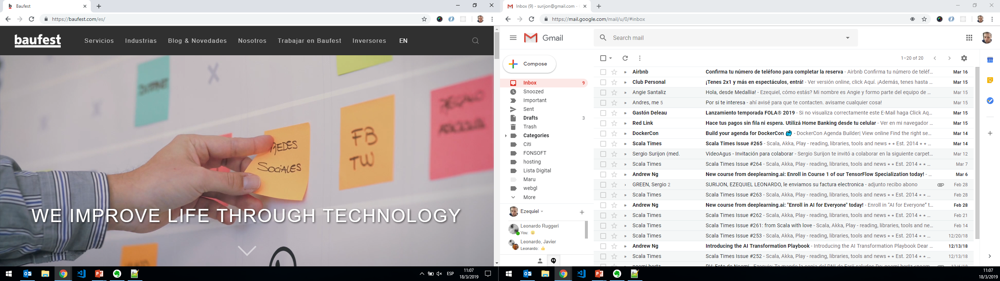 Baufest
https://baufest.com/es/
baufest
Servicios Industrias Blog & Novedades Nosotros Trabajar en Baufest Inversores EN
REDES
SOCIALES
FB
TW
WE IMPROVE LIFE THROUGH TECHNOLOGY
ESP
11:07
18/3/2019
Inbox (9) - surijon@gmail.com -
https://mail.google.com/mail/u/0/#inbox
Gmail
Search mail
Compose
Inbox 9
Snoozed
Important
Sent
Drafts 3
Trash
Categories
Citi
FONSOFT
hosting
Lista Digital
Maru
webgl
More
Ezequiel
Leonardo Ruggeri
You:
Leonardo, Javier
Leonardo:
1–20 of 20
31
Airbnb Confirma tu número de teléfono para completar la reserva - Airbnb Confirma tu número de teléf… Mar 16
Club Personal ¡Tenes 2x1 y más en espectáculos, entrá! - Ver versión online, click Aquí. ¡Además, tenes hasta … Mar 15
Angie Santaliz Hola, desde Medallia! - Ezequiel, cómo estás? Mi nombre es Angie y formo parte del equipo de … Mar 15
Andres, me 5 Por si te interesa - ahí avisé para que te contacten. avisame cualquier cosa! Mar 15
Gastón Deleau Lanzamiento temporada FOLA® 2019 - Si no visualiza correctamente este E-Mail haga Click Aq… Mar 15
Red Link Hace tus pagos sin fila ni espera. Utilizá Home Banking desde tu celular - Ver en mi navegador … Mar 15
DockerCon Build your agenda for DockerCon 🐳 - DockerCon Agenda Builder| View online Find the right se… Mar 14
Scala Times Scala Times Issue #265 - Scala, Akka, Play - reading, libraries, tools and news ⭑ ⭑ Est. 2014 ⭑ ⭑ … Mar 14
Sergio Surijon (med. VideoAgus - Invitación para colaborar - Sergio Surijon te invitó a colaborar en la siguiente carpet… Mar 12
Scala Times Scala Times Issue #264 - Scala, Akka, Play - reading, libraries, tools and news ⭑ ⭑ Est. 2014 ⭑ ⭑ … Mar 7
Andrew Ng New course from deeplearning.ai: Enroll in Course 1 of our TensorFlow Specialization today! - … Mar 6
GREEN, Sergio 2 SURIJON, EZEQUIEL LEONARDO, le enviamos su factura electronica - adjunto recibo abono Feb 28
Scala Times Scala Times Issue #263 - Scala, Akka, Play - reading, libraries, tools and news ⭑ ⭑ Est. 2014 ⭑ ⭑ … Feb 28
Andrew Ng New course from deeplearning.ai: "Enroll in AI for Everyone" today! - Enroll in “AI for Everyone” t… Feb 28
Scala Times Scala Times Issue #262 - Scala, Akka, Play - reading, libraries, tools and news ⭑ ⭑ Est. 2014 ⭑ ⭑ … Feb 21
Scala Times Scala Times Issue #261: from Scala with love - Scala, Akka, Play - reading, libraries, tools and ne… Feb 14
Scala Times Scala Times Issue #253 - Scala, Akka, Play - reading, libraries, tools and news ⭑ ⭑ Est. 2014 ⭑ ⭑ … 12/20/18
Andrew Ng Introducing the AI Transformation Playbook - Introducing the AI Transformation Playbook Dear … 12/13/18
Scala Times Scala Times Issue #252 - Scala, Akka, Play - reading, libraries, tools and news ⭑ ⭑ Est. 2014 ⭑ ⭑ … 12/13/18
11:07
18/3/2019